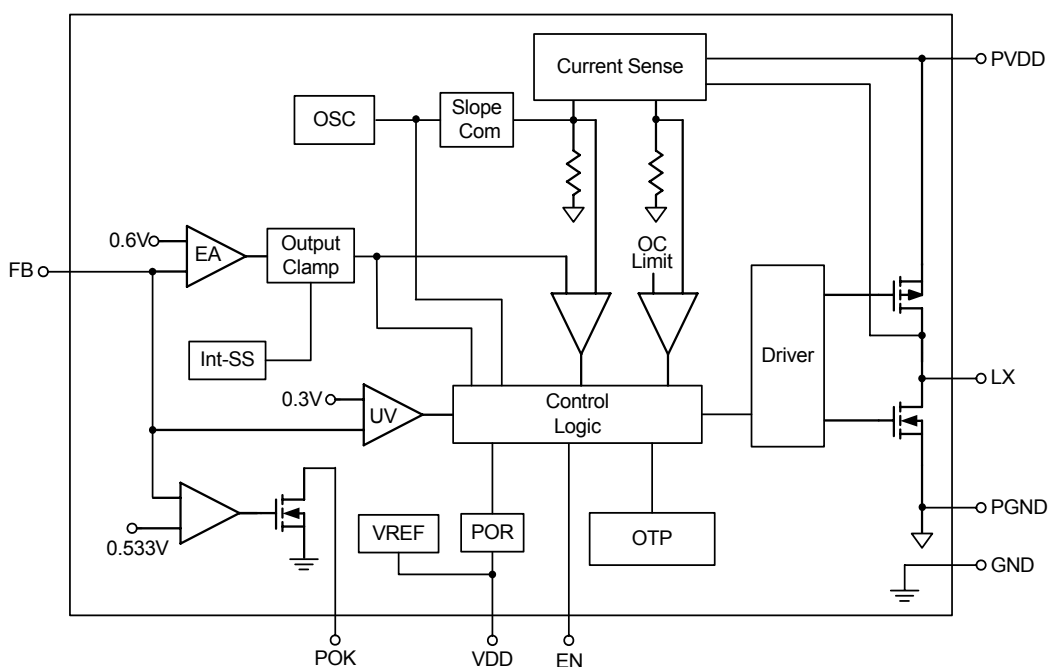 Current Sense
PVDD
OSC
Slope
Com
0.6V
EA
Output
Clamp
OC
Limit
FB
Int-SS
Driver
LX
0.3V
UV
Control
Logic
VREF
POR
OTP
PGND
0.533V
GND
POK
VDD
EN